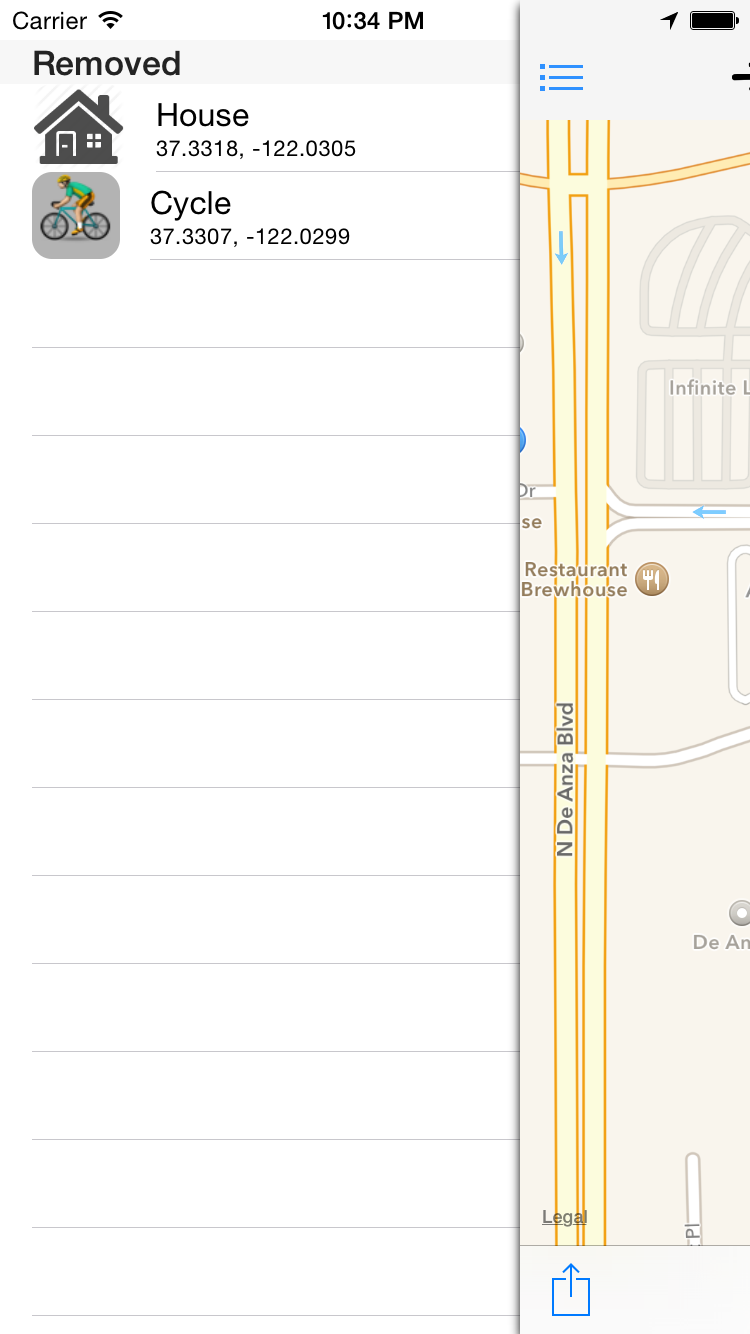 Carrier
10:34 PM
Removed
House
37.3318, -122.0305
Cycle
37.3307, -122.0299
Infinite L
Dr
se
Restaurant
Brewhouse
N De Anza Blvd
De An
Legal
Pl